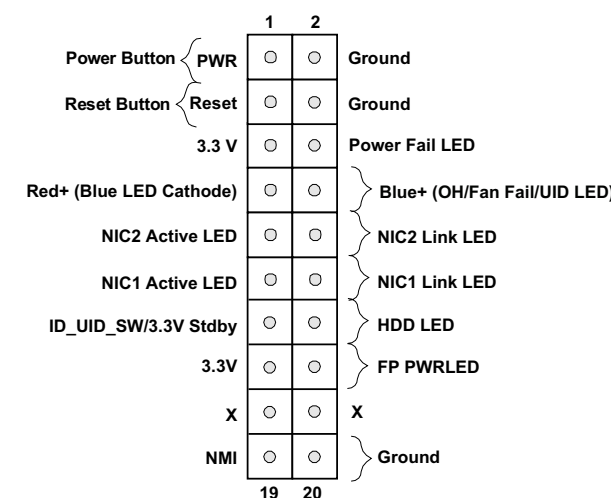 1 2
Power Button PWR Ground
Reset Button Reset Ground
3.3 V Power Fail LED
Red+ (Blue LED Cathode) Blue+ (OH/Fan Fail/UID LED)
NIC2 Active LED NIC2 Link LED
NIC1 Active LED NIC1 Link LED
ID_UID_SW/3.3V Stdby HDD LED
3.3V FP PWRLED
X X
NMI Ground
19 20